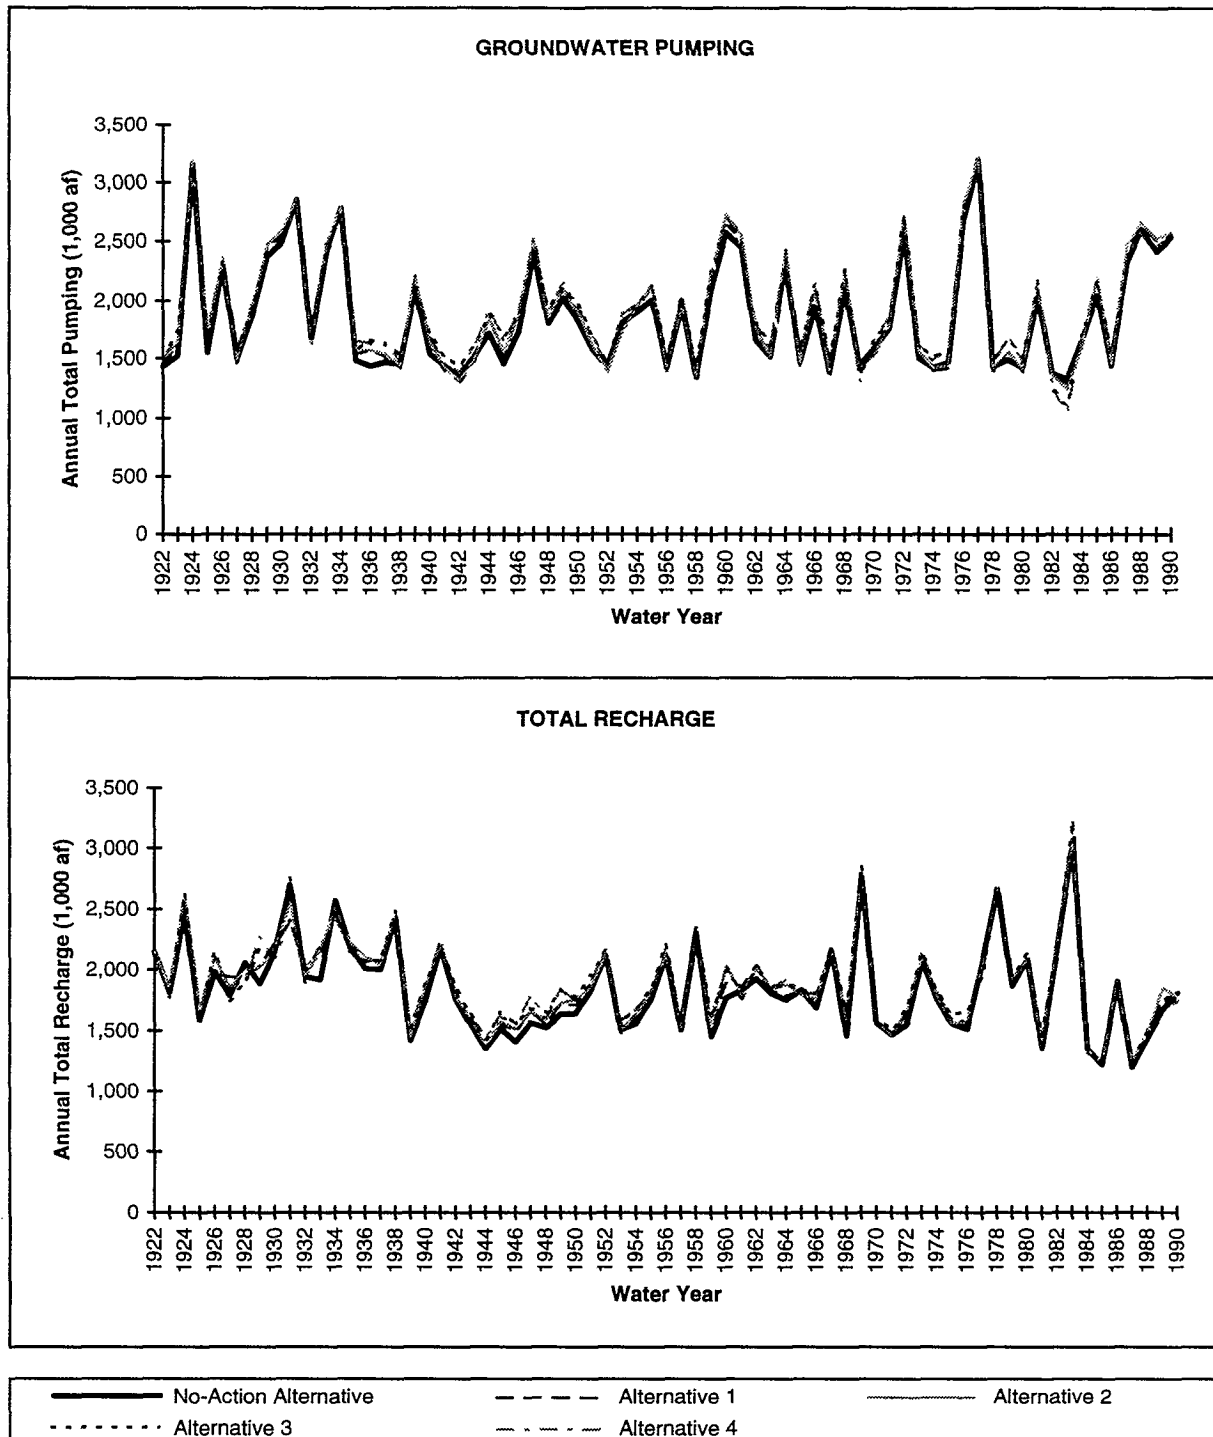 GROUNDWATER PUMPING
Annual Total Pumping (1,000 af)
3,500
3,000
2,500
2,000
1,500
1,000
500
0
1922 1924 1926 1928 1930 1932 1934 1936 1938 1940 1942 1944 1946 1948 1950 1952 1954 1956 1958 1960 1962 1964 1966 1968 1970 1972 1974 1976 1978 1980 1982 1984 1986 1988 1990
Water Year
TOTAL RECHARGE
Annual Total Recharge (1,000 af)
3,500
3,000
2,500
2,000
1,500
1,000
500
0
1922 1924 1926 1928 1930 1932 1934 1936 1938 1940 1942 1944 1946 1948 1950 1952 1954 1956 1958 1960 1962 1964 1966 1968 1970 1972 1974 1976 1978 1980 1982 1984 1986 1988 1990
Water Year
No-Action Alternative Alternative 1 Alternative 2
Alternative 3 Alternative 4